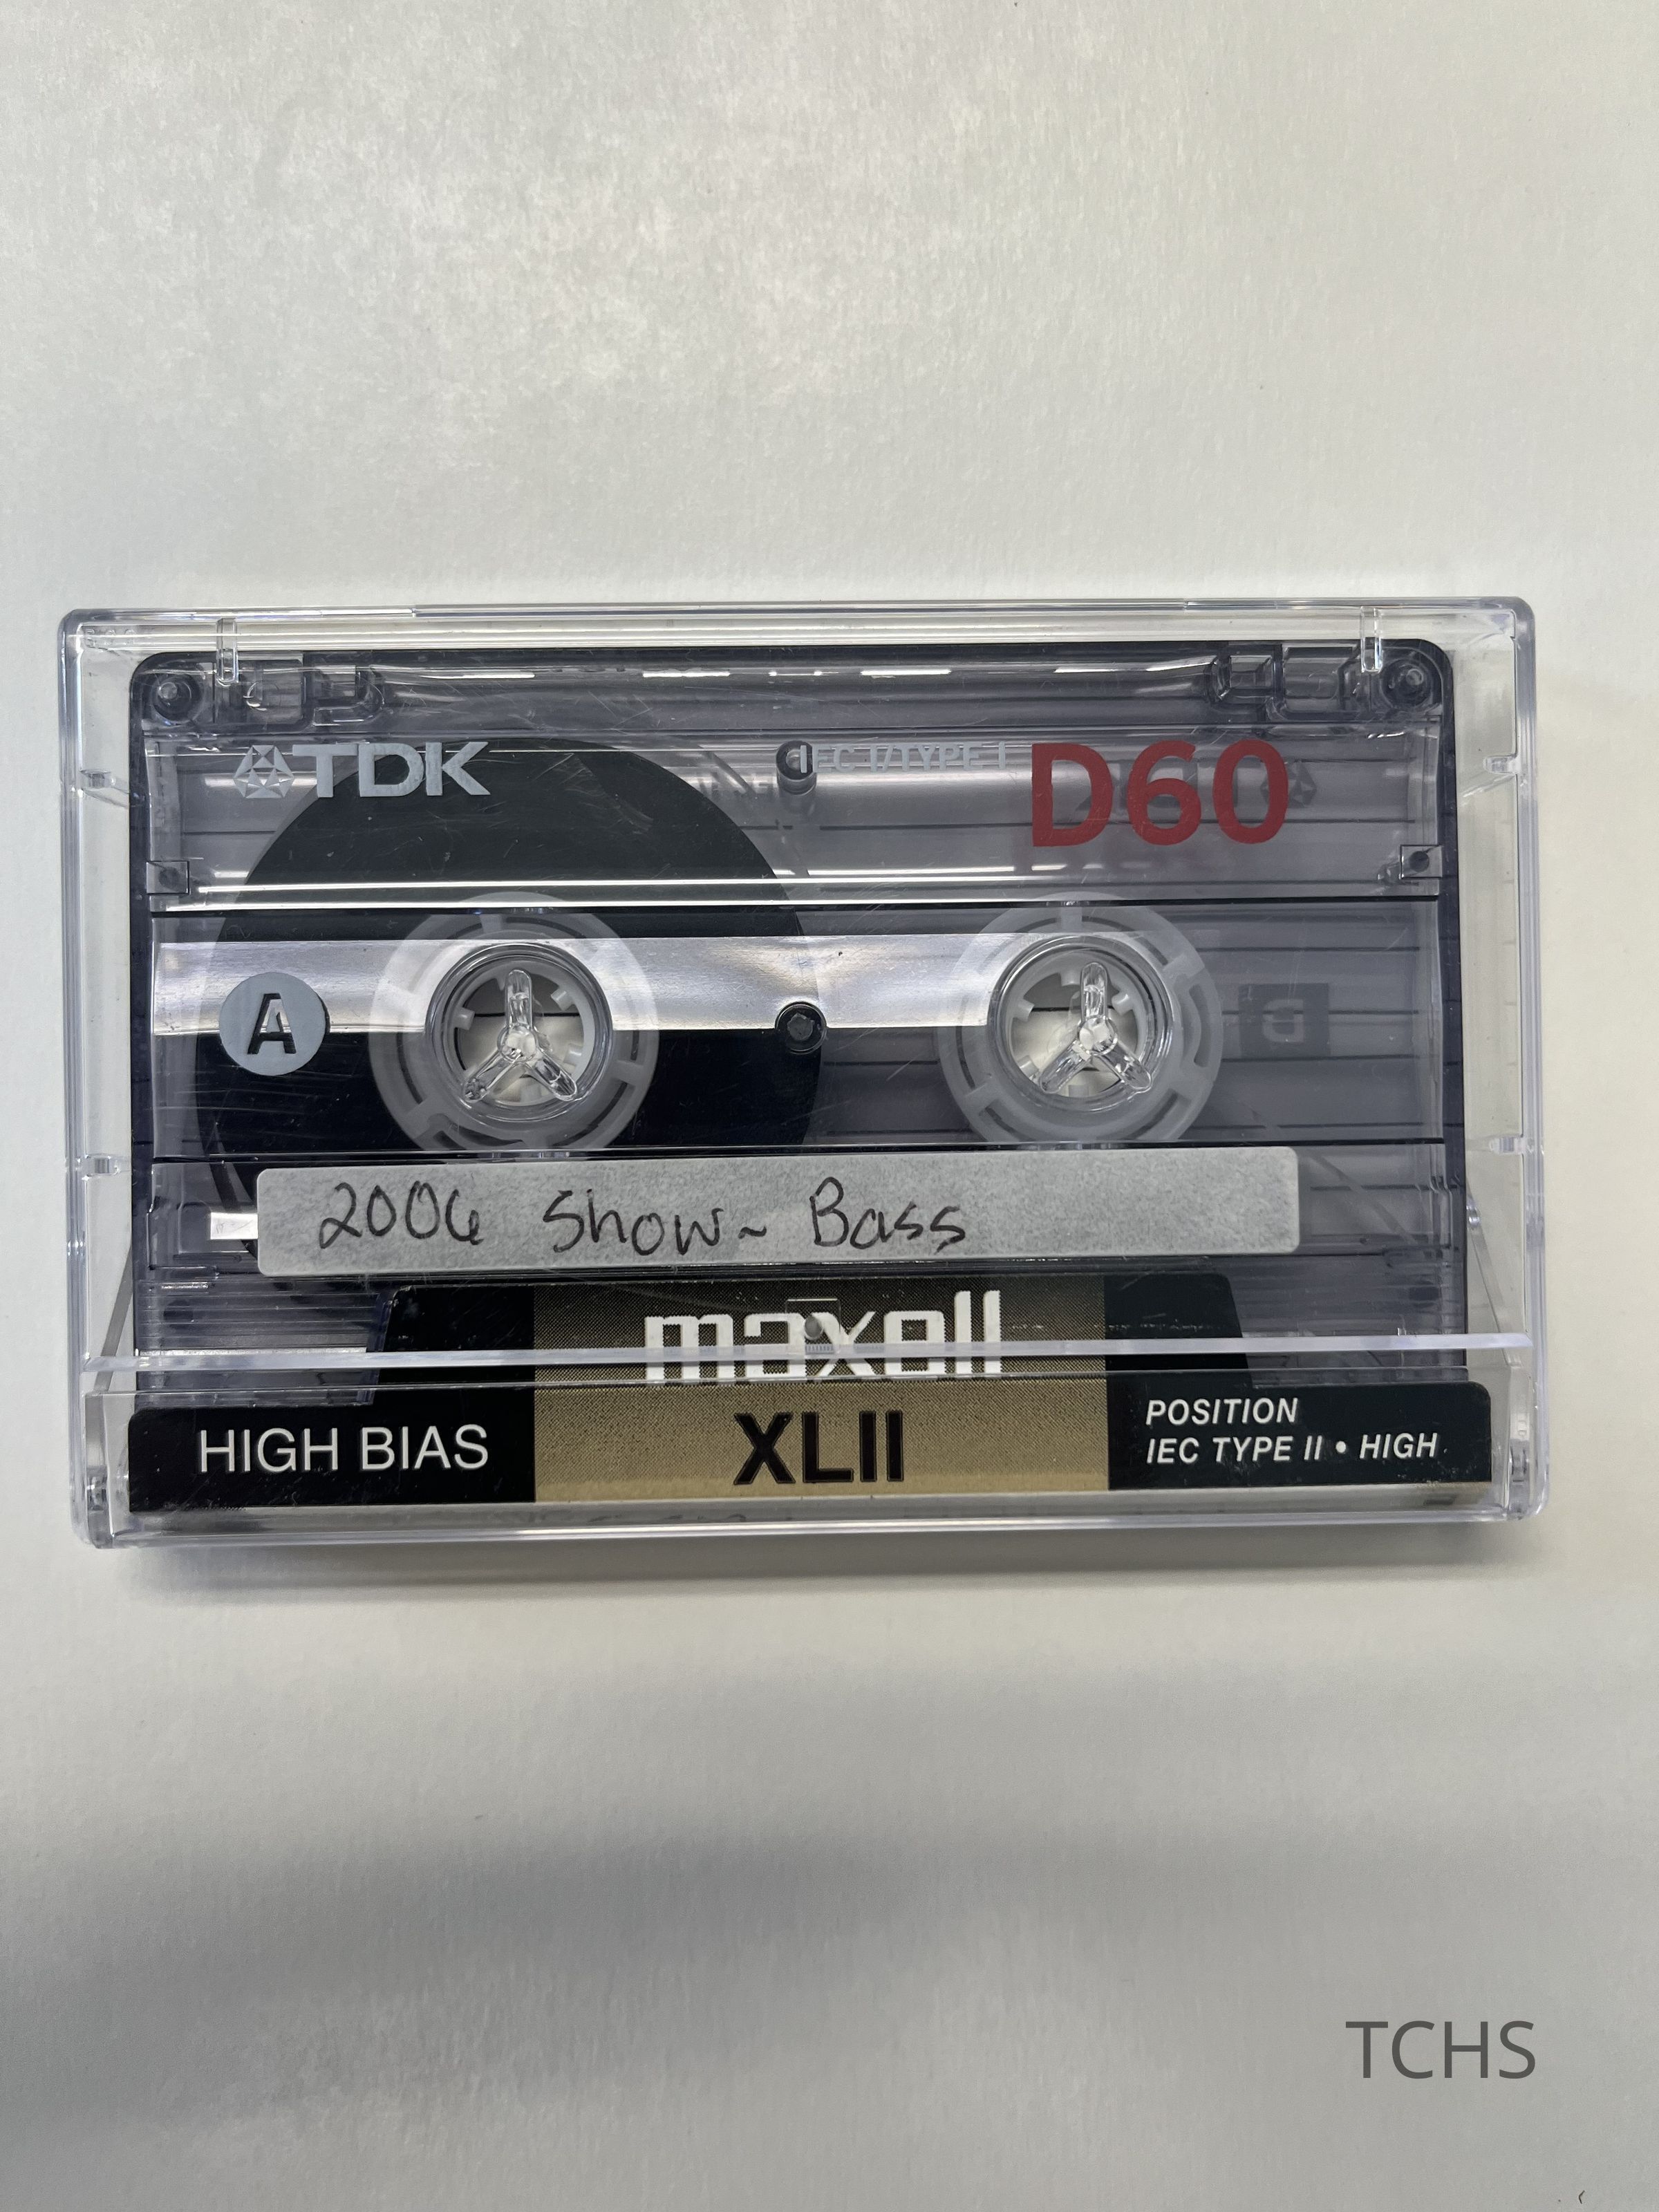 TDK IEC I/TYPE I D60
A
2006 Show~ Bass
maxell
HIGH BIAS XLII POSITION
IEC TYPE II • HIGH
TCHS